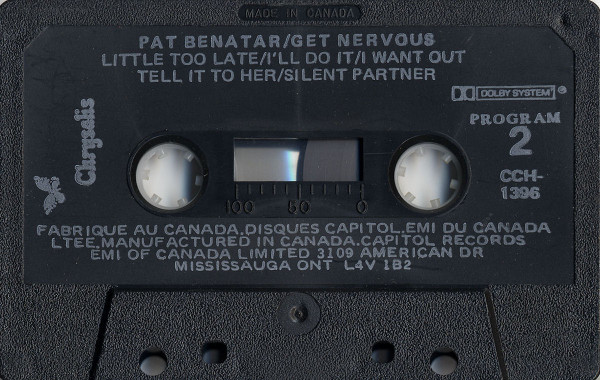 MADE IN CANADA
PAT BENATAR/GET NERVOUS
LITTLE TOO LATE/I'LL DO IT/I WANT OUT
TELL IT TO HER/SILENT PARTNER
DOLBY SYSTEM®
PROGRAM
2
Chrysalis
CCH-
1396
100 50 0
FABRIQUE AU CANADA,DISQUES CAPITOL,EMI DU CANADA
LTEE,MANUFACTURED IN CANADA.CAPITOL RECORDS
EMI OF CANADA LIMITED 3109 AMERICAN DR
MISSISSAUGA ONT L4V 1B2